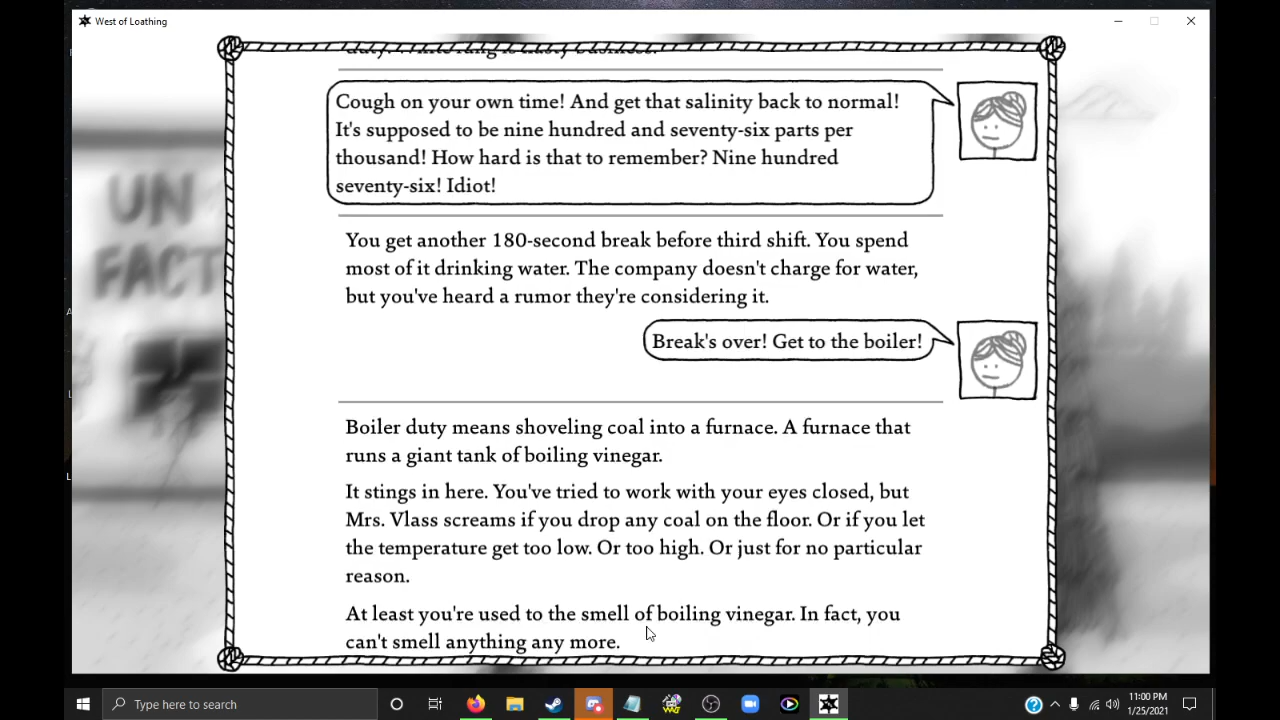 West of Loathing
Cough on your own time! And get that salinity back to normal!
It's supposed to be nine hundred and seventy-six parts per
thousand! How hard is that to remember? Nine hundred
seventy-six! Idiot!
You get another 180-second break before third shift. You spend
most of it drinking water. The company doesn't charge for water,
but you've heard a rumor they're considering it.
Break's over! Get to the boiler!
UN
FACT
Boiler duty means shoveling coal into a furnace. A furnace that
runs a giant tank of boiling vinegar.
It stings in here. You've tried to work with your eyes closed, but
Mrs. Vlass screams if you drop any coal on the floor. Or if you let
the temperature get too low. Or too high. Or just for no particular
reason.
At least you're used to the smell of boiling vinegar. In fact, you
can't smell anything any more.
Type here to search
11:00 PM
1/25/2021